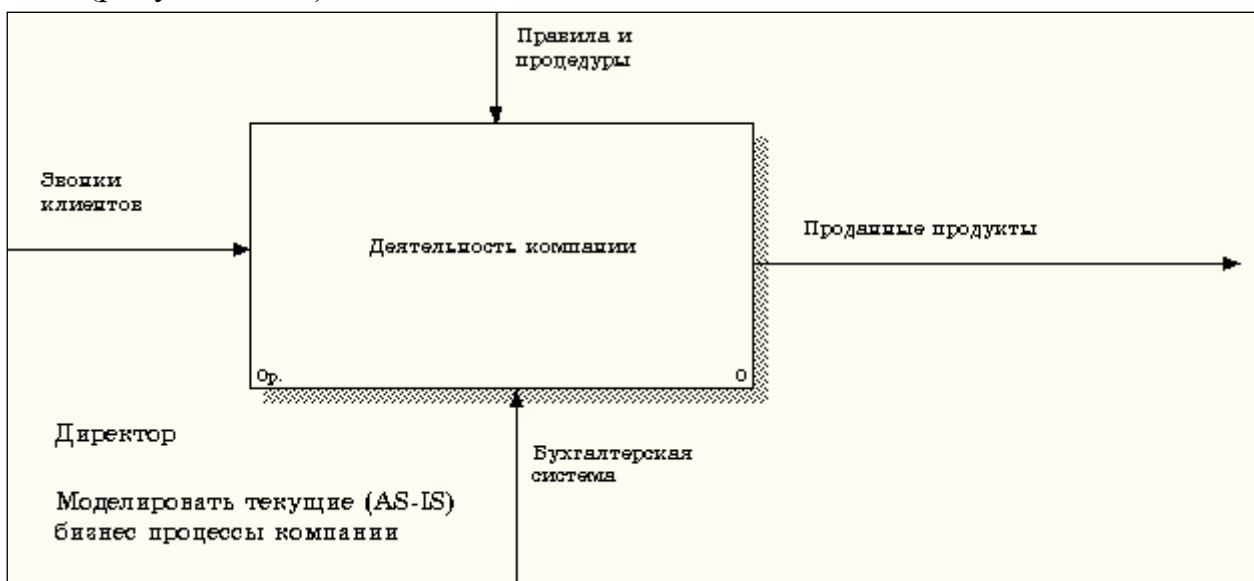 Правила и
процедуры
Звонки
клиентов
Деятельность компании
Проданные продукты
0р.
0
Директор
Бухгалтерская
система
Моделировать текущие (AS-IS)
бизнес процессы компании